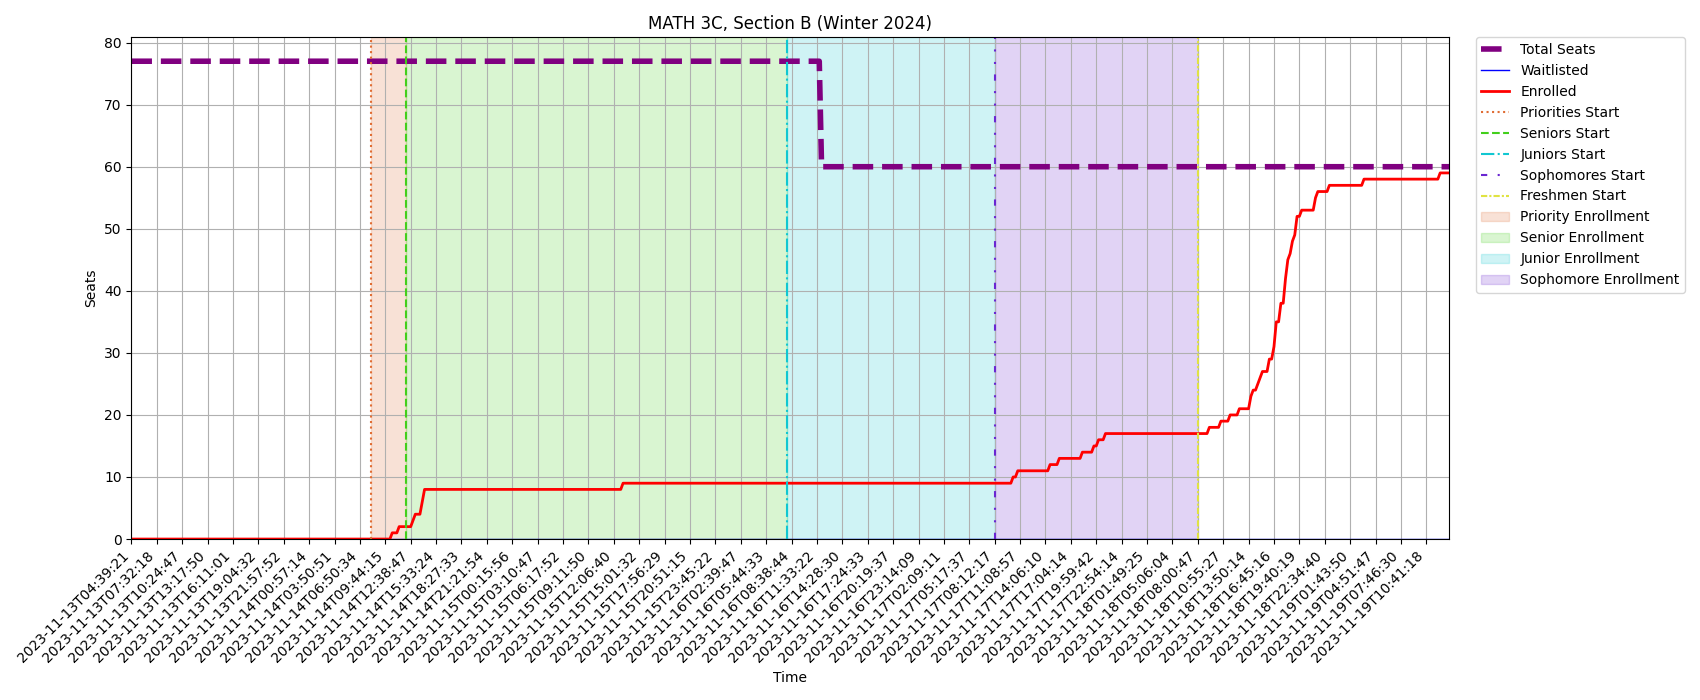 MATH 3C, Section B (Winter 2024)
80
70
60
50
40
30
20
10
0
Seats
2023-11-13T04:39:21
2023-11-13T07:32:18
2023-11-13T10:24:47
2023-11-13T13:17:50
2023-11-13T16:11:01
2023-11-13T19:04:32
2023-11-13T21:57:52
2023-11-14T00:57:14
2023-11-14T03:50:51
2023-11-14T06:50:34
2023-11-14T09:44:15
2023-11-14T12:38:47
2023-11-14T15:33:24
2023-11-14T18:27:33
2023-11-14T21:21:54
2023-11-15T00:15:56
2023-11-15T03:10:47
2023-11-15T06:17:52
2023-11-15T09:11:50
2023-11-15T12:06:40
2023-11-15T15:01:32
2023-11-15T17:56:29
2023-11-15T20:51:15
2023-11-15T23:45:22
2023-11-16T02:39:47
2023-11-16T05:44:33
2023-11-16T08:38:44
2023-11-16T11:33:22
2023-11-16T14:28:30
2023-11-16T17:24:33
2023-11-16T20:19:37
2023-11-16T23:14:09
2023-11-17T02:09:11
2023-11-17T05:17:37
2023-11-17T08:12:17
2023-11-17T11:08:57
2023-11-17T14:06:10
2023-11-17T17:04:14
2023-11-17T19:59:42
2023-11-17T22:54:14
2023-11-18T01:49:25
2023-11-18T05:06:04
2023-11-18T08:00:47
2023-11-18T10:55:27
2023-11-18T13:50:14
2023-11-18T16:45:16
2023-11-18T19:40:19
2023-11-18T22:34:40
2023-11-19T01:43:50
2023-11-19T04:51:47
2023-11-19T07:46:30
2023-11-19T10:41:18
Time
Total Seats
Waitlisted
Enrolled
Priorities Start
Seniors Start
Juniors Start
Sophomores Start
Freshmen Start
Priority Enrollment
Senior Enrollment
Junior Enrollment
Sophomore Enrollment